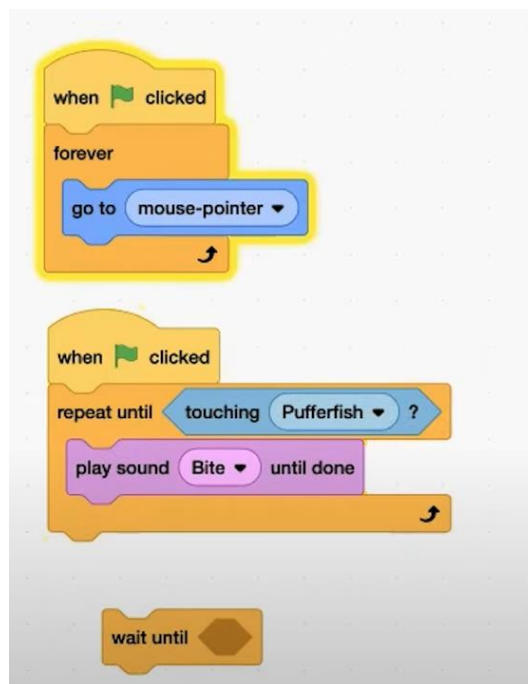 when clicked
forever
go to mouse-pointer
when clicked
repeat until touching Pufferfish ?
play sound Bite until done
wait until